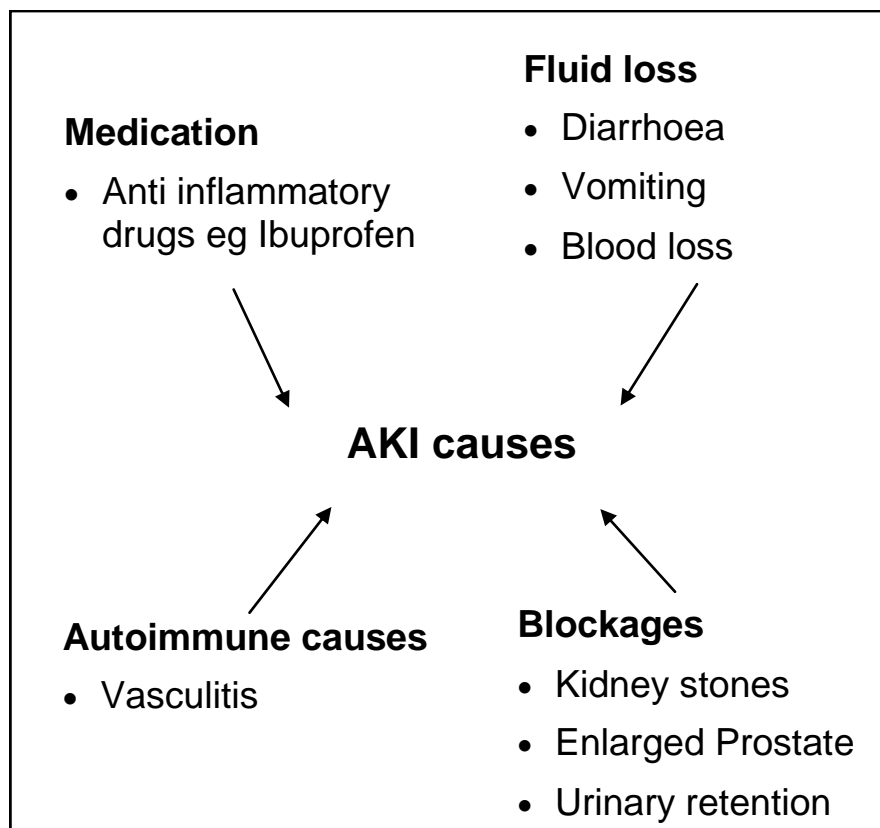 Medication
• Anti inflammatory
drugs eg Ibuprofen
Fluid loss
• Diarrhoea
• Vomiting
• Blood loss
AKI causes
Autoimmune causes
• Vasculitis
Blockages
• Kidney stones
• Enlarged Prostate
• Urinary retention